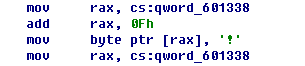 mov rax, cs:qword_601338
add rax, 0Fh
mov byte ptr [rax], '!'
mov rax, cs:qword_601338